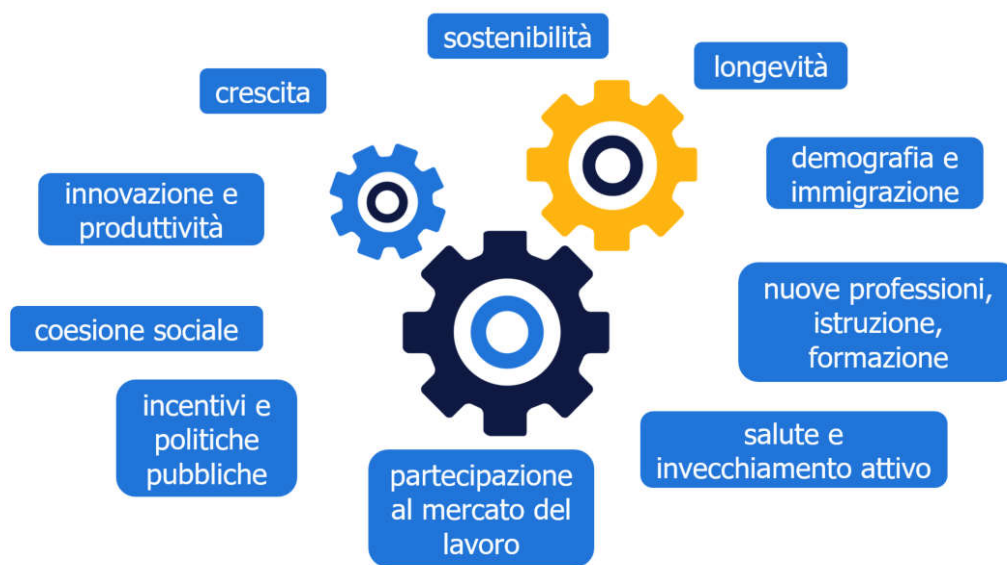 sostenibilità
longevità
crescita
demografia e
immigrazione
innovazione e
produttività
nuove professioni,
istruzione,
formazione
coesione sociale
incentivi e
politiche
pubbliche
salute e
invecchiamento attivo
partecipazione
al mercato del
lavoro